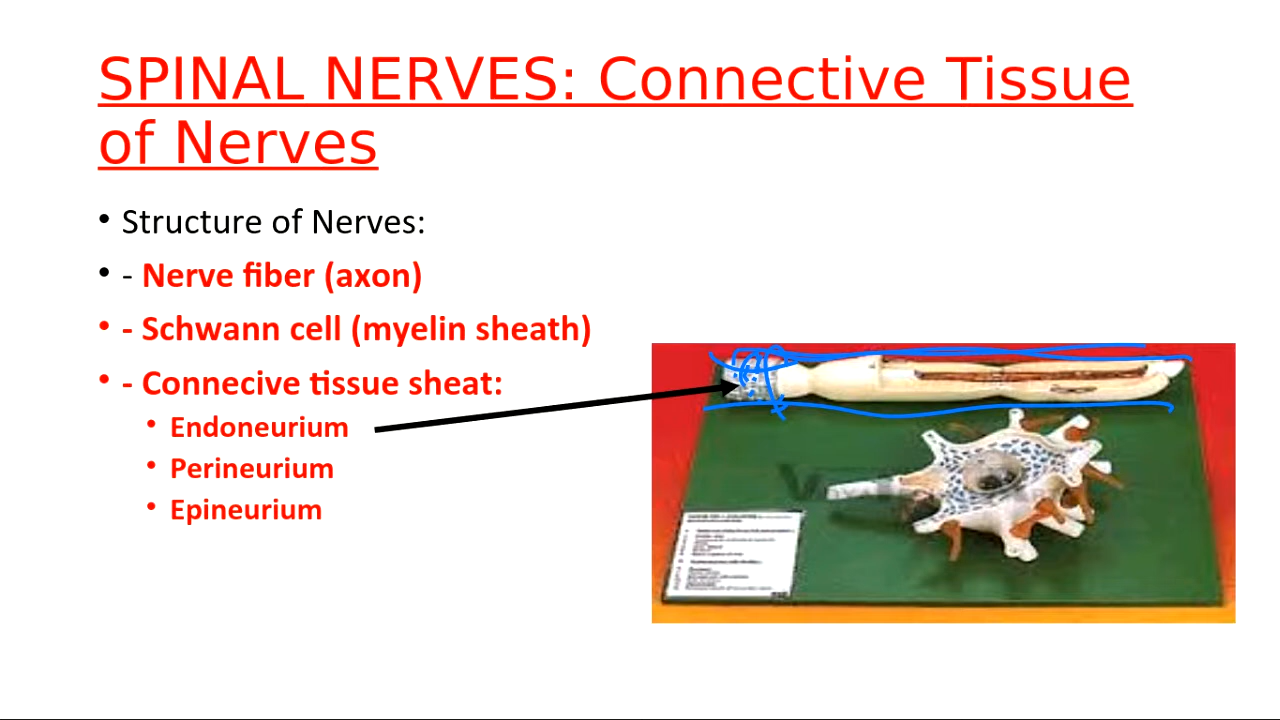 SPINAL NERVES: Connective Tissue
of Nerves
• Structure of Nerves:
• - Nerve fiber (axon)
• - Schwann cell (myelin sheath)
• - Connecive tissue sheat:
• Endoneurium
• Perineurium
• Epineurium